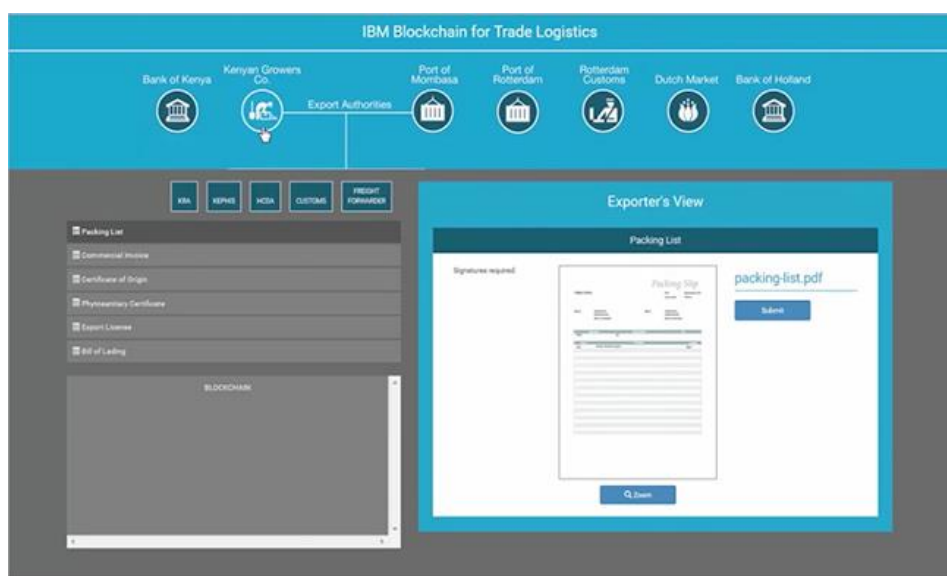 IBM Blockchain for Trade Logistics
Bank of Kenya
Kenyan Growers
Co.
Export Authorities
Port of
Mombasa
Port of
Rotterdam
Rotterdam
Customs
Dutch Market
Bank of Holland
KRA
KEPHIS
HCDA
CUSTOMS
FREIGHT
FORWARDER
Packing List
Commercial Invoice
Certificate of Origin
Phytosanitary Certificate
Export License
Bill of Lading
BLOCKCHAIN
Exporter's View
Packing List
Signatures required:
Packing Slip
packing-list.pdf
Submit
Zoom